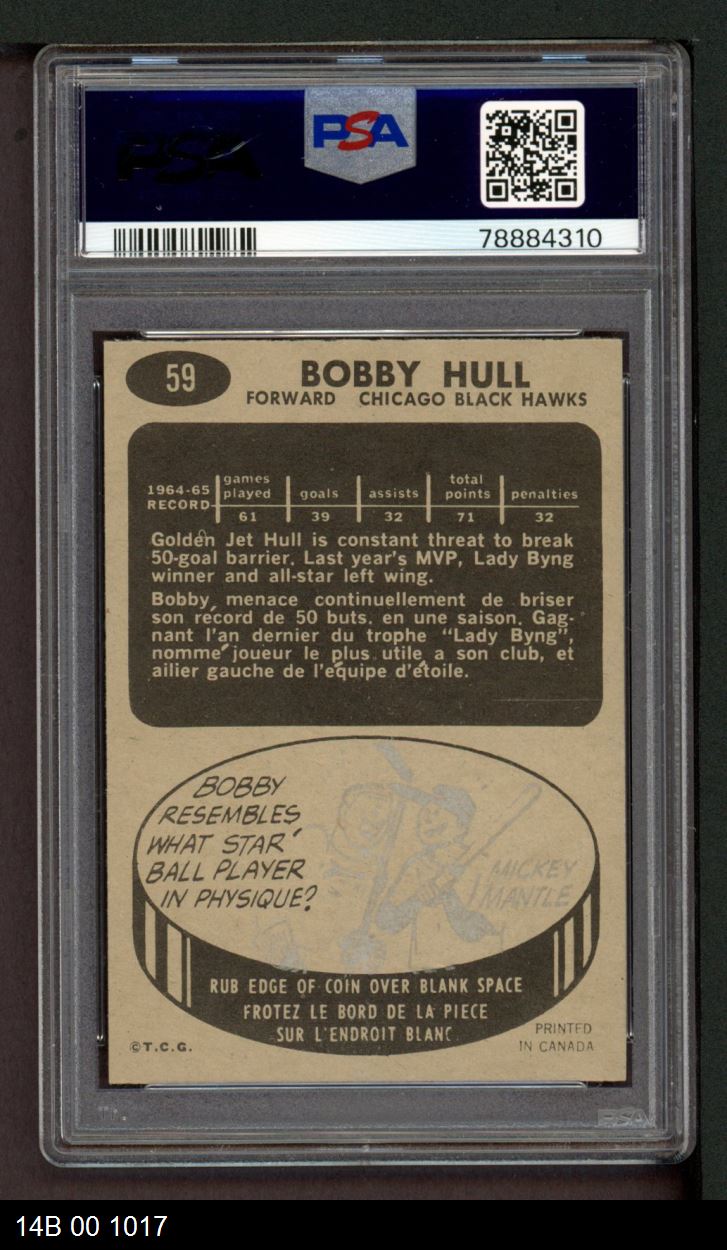 PSA
PSA
78884310
59
BOBBY HULL
FORWARD CHICAGO BLACK HAWKS
1964-65 RECORD
games played goals assists total points penalties
61 39 32 71 32
Golden Jet Hull is constant threat to break
50-goal barrier. Last year's MVP, Lady Byng
winner and all-star left wing.
Bobby menace continuellement de briser
son record de 50 buts. en une saison. Gag-
nant l'an dernier du trophe "Lady Byng",
nomme joueur le plus utile a son club, et
ailier gauche de l'équipe d'étoile.
BOBBY
RESEMBLES
WHAT STAR
BALL PLAYER
IN PHYSIQUE?
MICKEY
MANTLE
RUB EDGE OF COIN OVER BLANK SPACE
FROTEZ LE BORD DE LA PIECE
SUR L'ENDROIT BLANC
©T.C.G.
PRINTED
IN CANADA
PSA
14B 00 1017